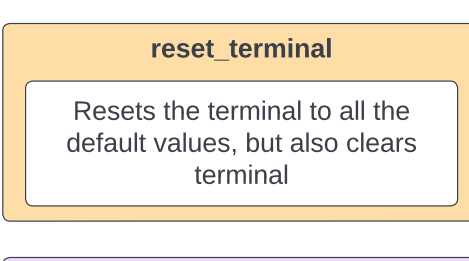 reset_terminal
Resets the terminal to all the
default values, but also clears
terminal